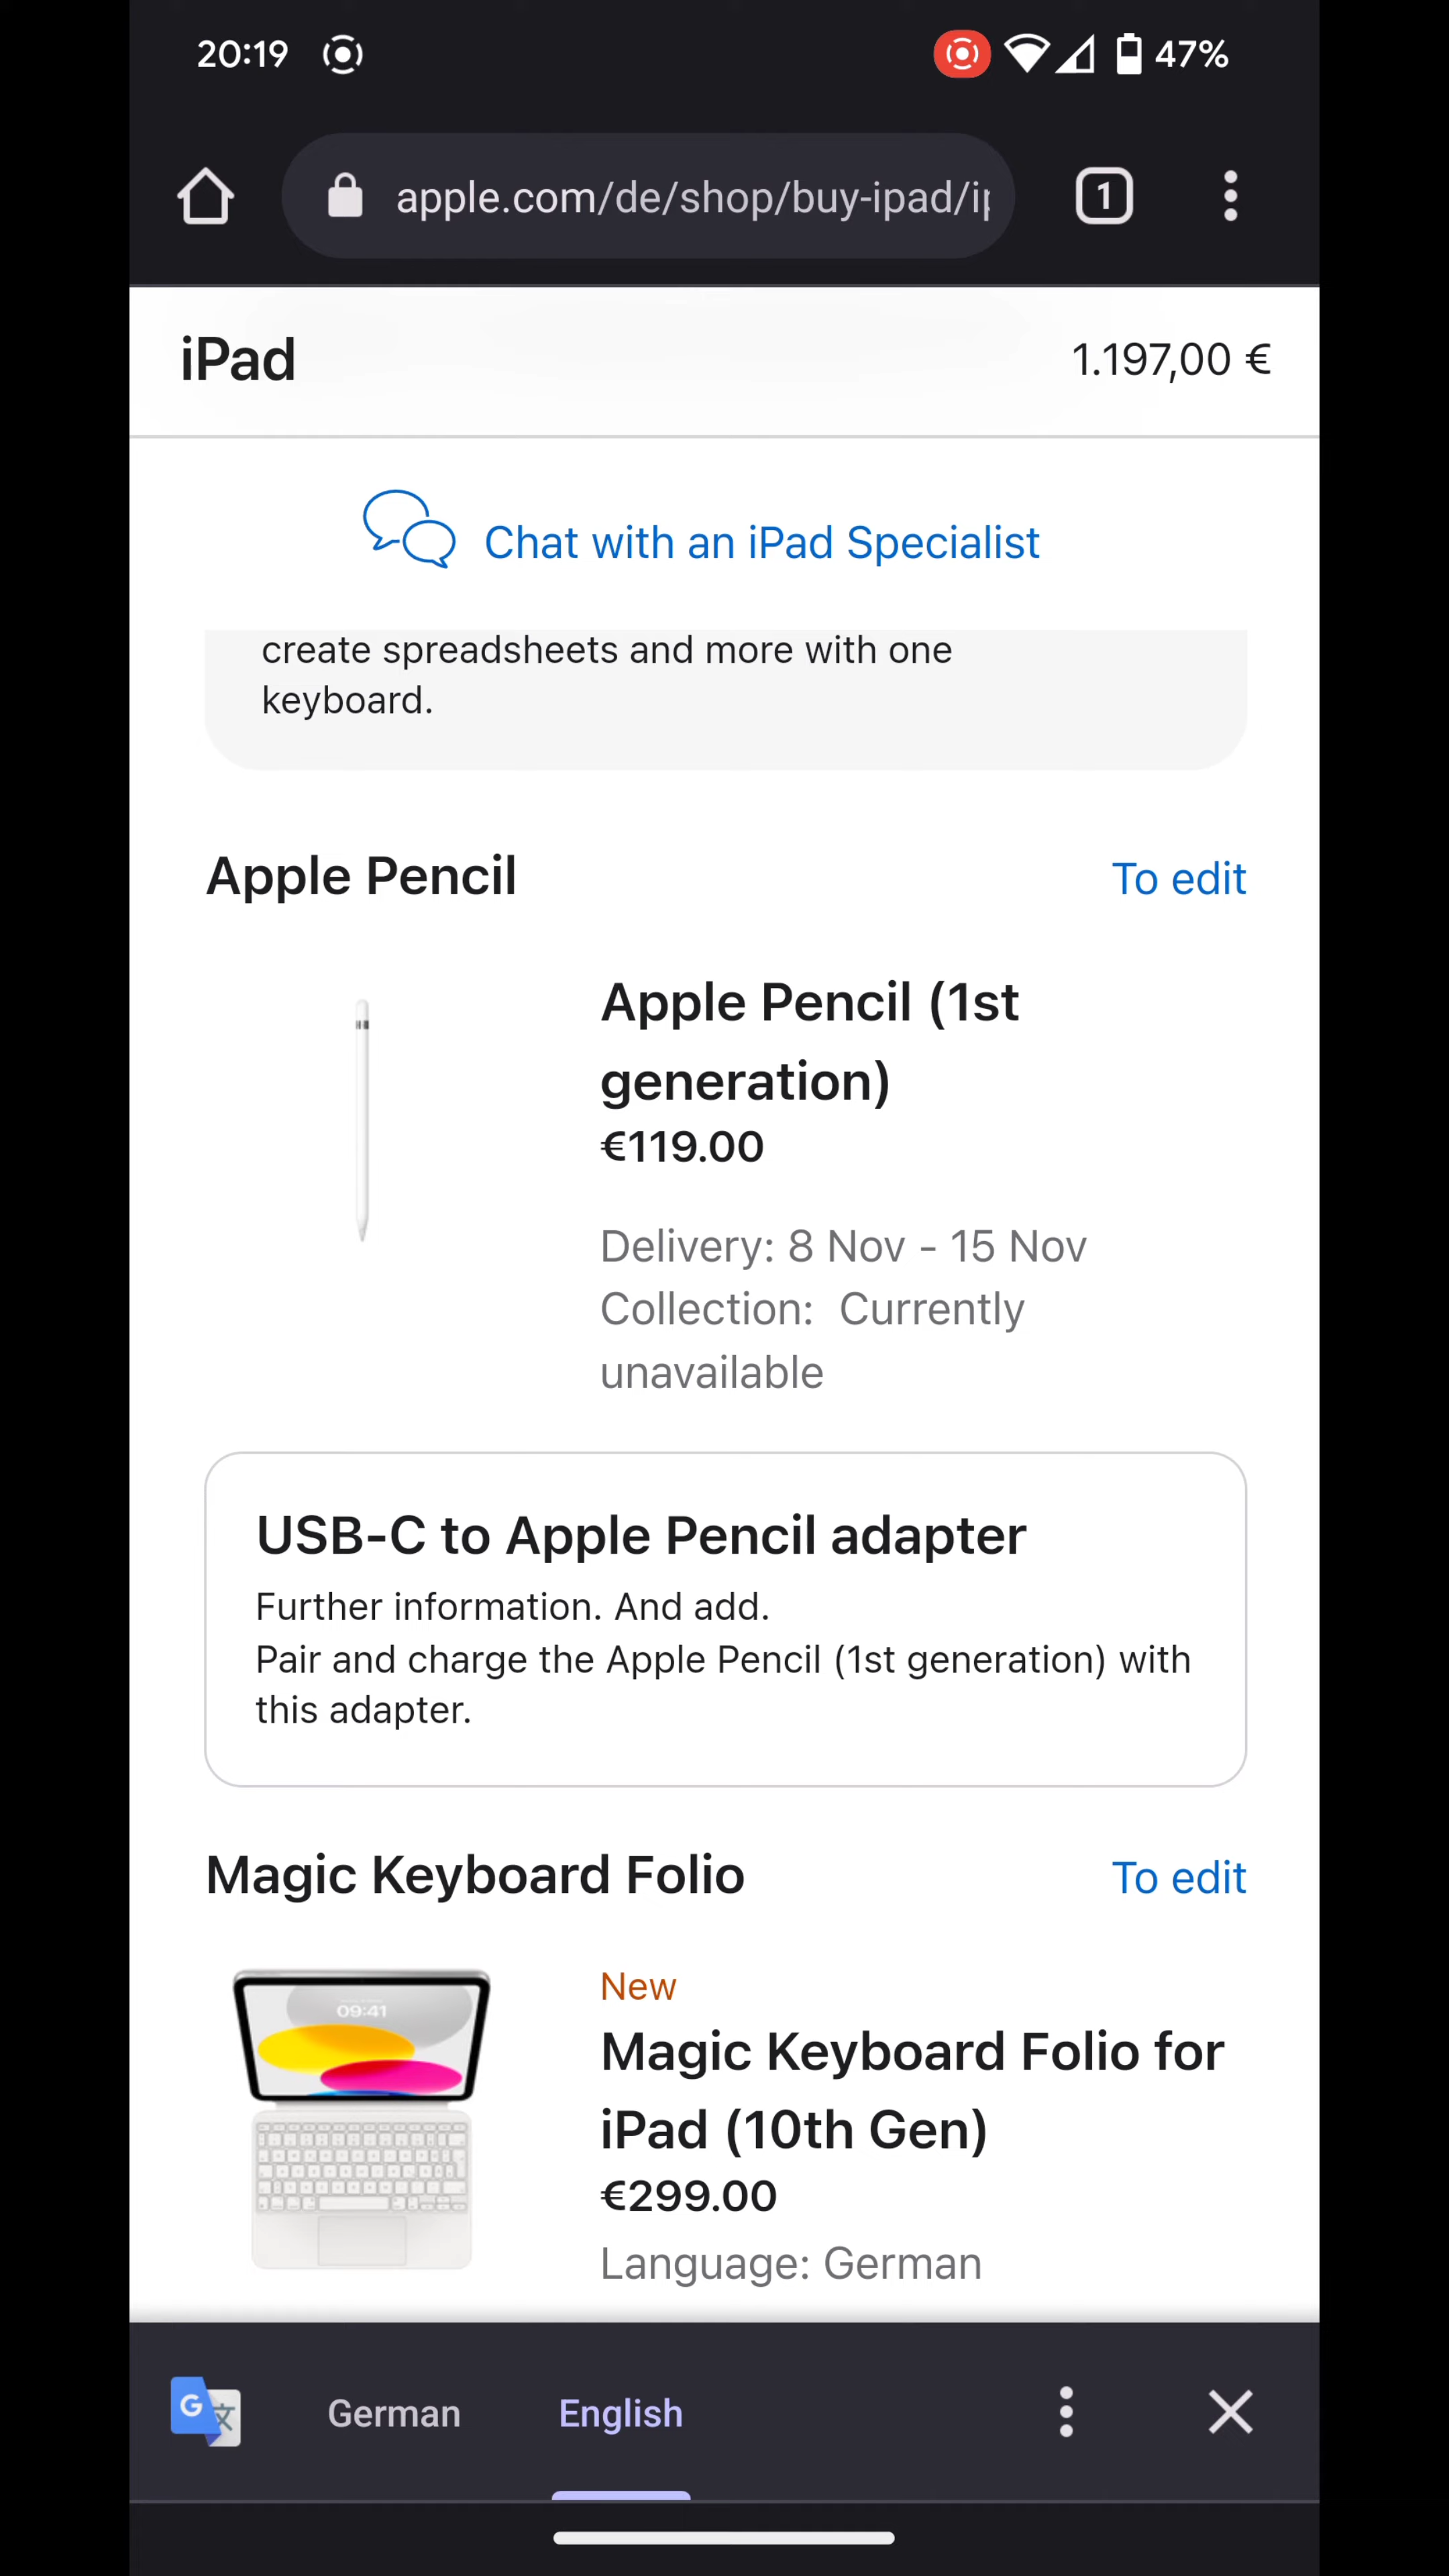 20:19 47%
apple.com/de/shop/buy-ipad/ip 1
iPad 1.197,00 €
Chat with an iPad Specialist
create spreadsheets and more with one
keyboard.
Apple Pencil To edit
Apple Pencil (1st
generation)
€119.00
Delivery: 8 Nov - 15 Nov
Collection: Currently
unavailable
USB-C to Apple Pencil adapter
Further information. And add.
Pair and charge the Apple Pencil (1st generation) with
this adapter.
Magic Keyboard Folio To edit
09:41
New
Magic Keyboard Folio for
iPad (10th Gen)
€299.00
Language: German
G 文 German English